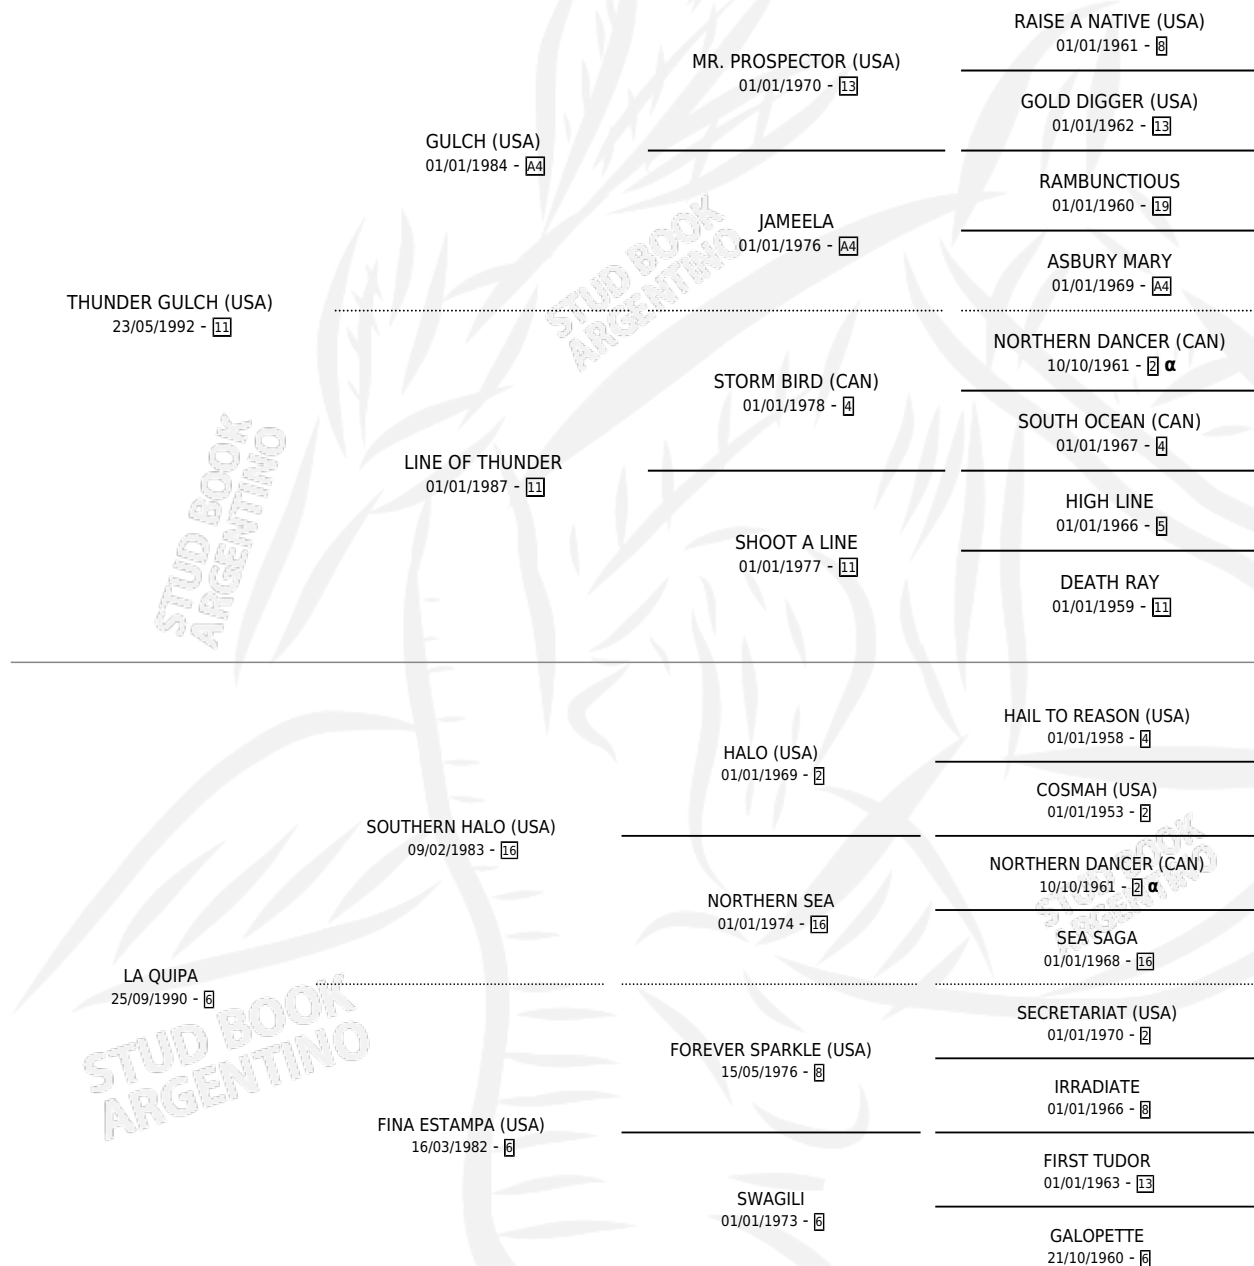 RAISE A NATIVE (USA)
01/01/1961 - 8
MR. PROSPECTOR (USA)
01/01/1970 - 13
GOLD DIGGER (USA)
01/01/1962 - 13
GULCH (USA)
01/01/1984 - A4
RAMBUNCTIOUS
01/01/1960 - 19
JAMEELA
01/01/1976 - A4
ASBURY MARY
01/01/1969 - A4
THUNDER GULCH (USA)
23/05/1992 - 11
NORTHERN DANCER (CAN)
10/10/1961 - 2 α
STORM BIRD (CAN)
01/01/1978 - 4
SOUTH OCEAN (CAN)
01/01/1967 - 4
LINE OF THUNDER
01/01/1987 - 11
HIGH LINE
01/01/1966 - 5
SHOOT A LINE
01/01/1977 - 11
DEATH RAY
01/01/1959 - 11
HAIL TO REASON (USA)
01/01/1958 - 4
HALO (USA)
01/01/1969 - 2
COSMAH (USA)
01/01/1953 - 2
SOUTHERN HALO (USA)
09/02/1983 - 16
NORTHERN DANCER (CAN)
10/10/1961 - 2 α
NORTHERN SEA
01/01/1974 - 16
SEA SAGA
01/01/1968 - 16
LA QUIPA
25/09/1990 - 6
SECRETARIAT (USA)
01/01/1970 - 2
FOREVER SPARKLE (USA)
15/05/1976 - 8
IRRADIATE
01/01/1966 - 8
FINA ESTAMPA (USA)
16/03/1982 - 6
FIRST TUDOR
01/01/1963 - 13
SWAGILI
01/01/1973 - 6
GALOPETTE
21/10/1960 - 6
STUD BOOK
ARGENTINO
STUD BOOK
ARGENTINO
STUD BOOK
ARGENTINO
STUD BOOK
ARGENTINO